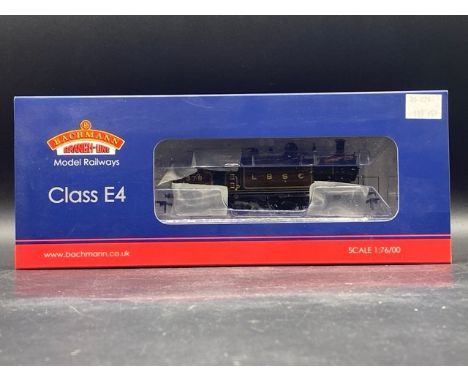 BACHMANN
BRANCH-LINE
Model Railways
Class E4
L B S C
www.bachmann.co.uk
SCALE 1:76/00